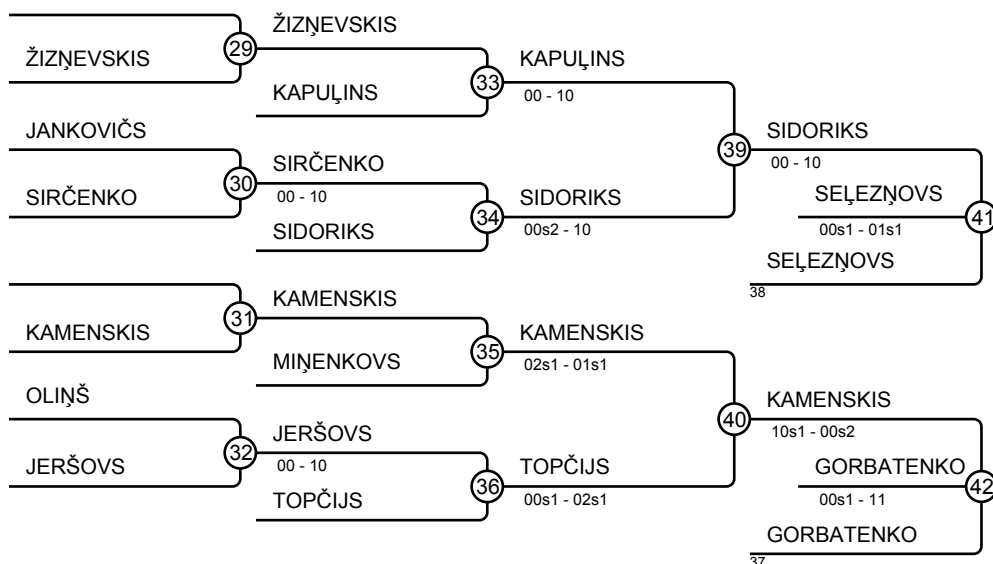 ŽIZŅEVSKIS
29
ŽIZŅEVSKIS
KAPUĻINS
33
KAPUĻINS
00 - 10
JANKOVIČS
SIRČENKO
30
SIRČENKO
00 - 10
SIDORIKS
34
SIDORIKS
00s2 - 10
39
SIDORIKS
00 - 10
SEĻEZŅOVS
00s1 - 01s1
41
SEĻEZŅOVS
38
KAMENSKIS
31
KAMENSKIS
MIŅENKOVS
35
KAMENSKIS
02s1 - 01s1
OLIŅŠ
JERŠOVS
32
JERŠOVS
00 - 10
TOPČIJS
36
TOPČIJS
00s1 - 02s1
40
KAMENSKIS
10s1 - 00s2
GORBATENKO
00s1 - 11
42
GORBATENKO
37